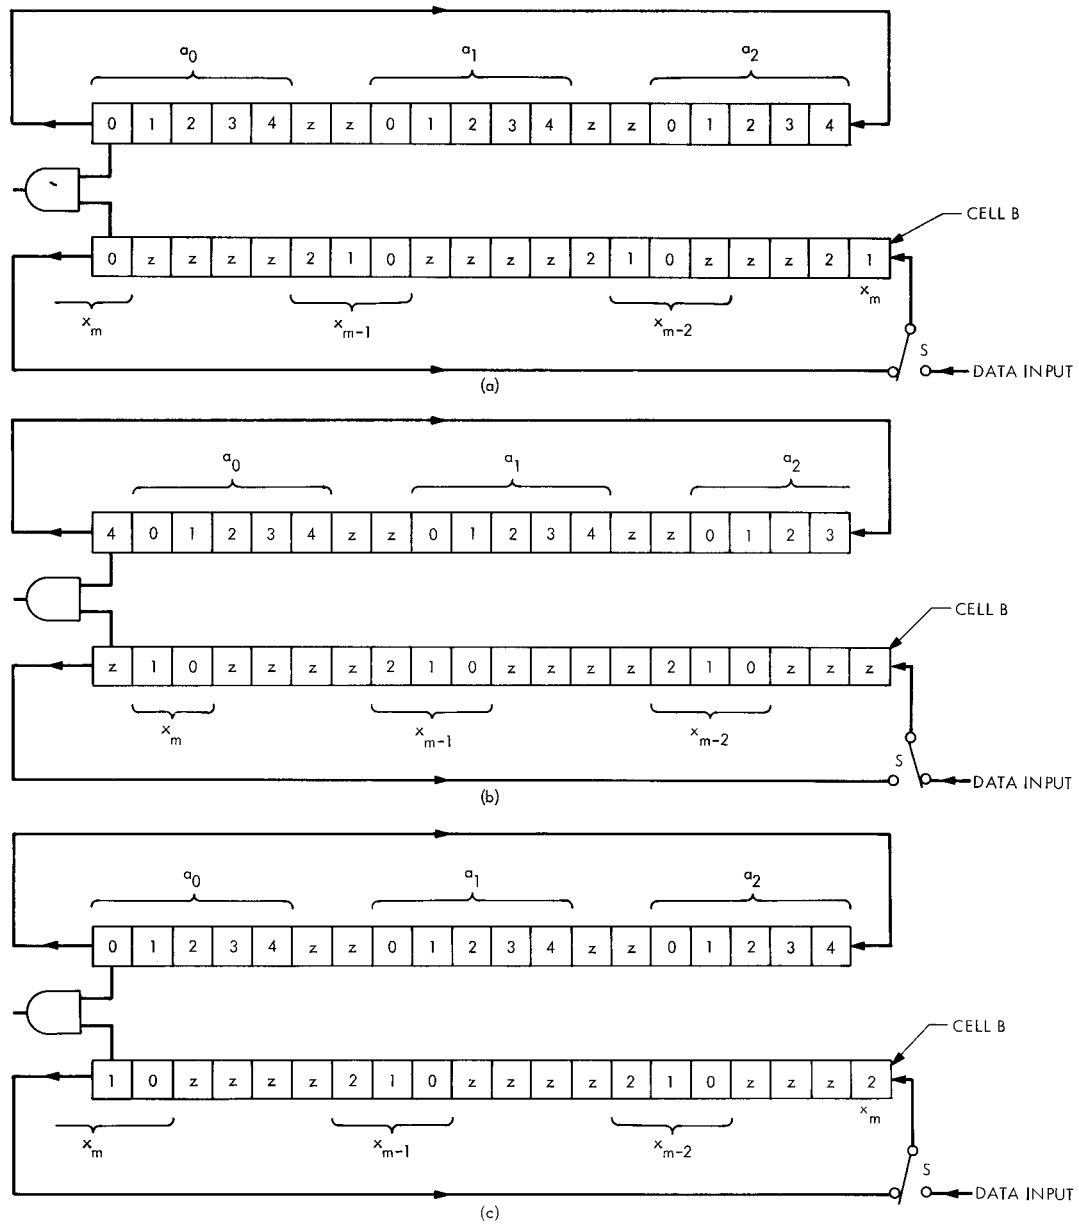 a0 a1 a2
0 1 2 3 4 z z 0 1 2 3 4 z z 0 1 2 3 4
CELL B
0 z z z z 2 1 0 z z z z 2 1 0 z z z 2 1
xm xm-1 xm-2 xm
S
DATA INPUT
(a)
a0 a1 a2
4 0 1 2 3 4 z z 0 1 2 3 4 z z 0 1 2 3
CELL B
z 1 0 z z z z 2 1 0 z z z z 2 1 0 z z z
xm xm-1 xm-2
S
DATA INPUT
(b)
a0 a1 a2
0 1 2 3 4 z z 0 1 2 3 4 z z 0 1 2 3 4
CELL B
1 0 z z z z 2 1 0 z z z z 2 1 0 z z z 2
xm xm-1 xm-2 xm
S
DATA INPUT
(c)